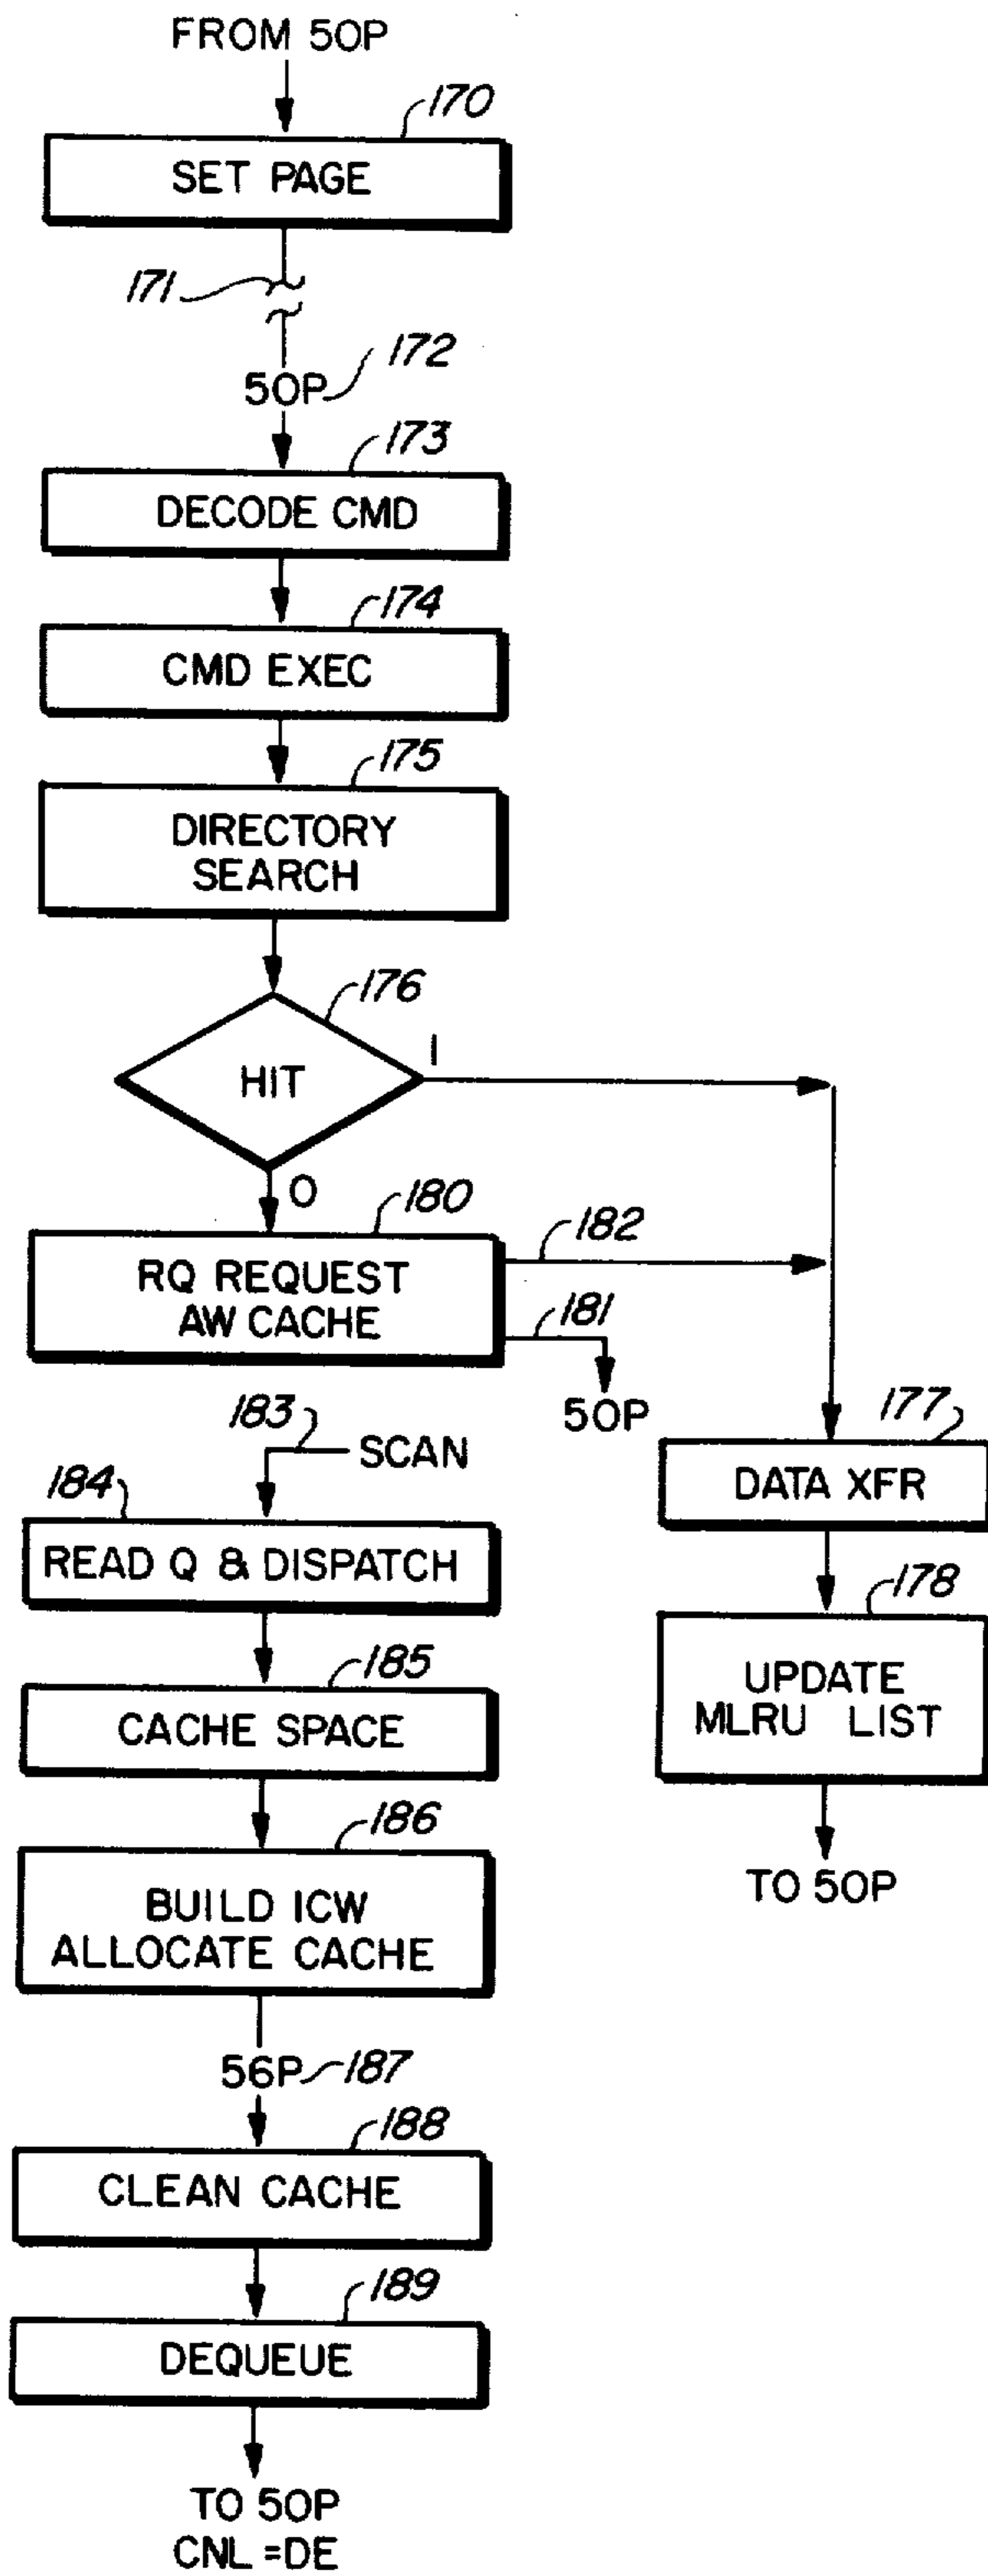 FROM 50P
170
SET PAGE
171
172
50P
173
DECODE CMD
174
CMD EXEC
175
DIRECTORY
SEARCH
176
HIT
1
0
180
RQ REQUEST
AW CACHE
182
181
50P
183
SCAN
184
READ Q & DISPATCH
185
CACHE SPACE
186
BUILD ICW
ALLOCATE CACHE
56P
187
188
CLEAN CACHE
189
DEQUEUE
TO 50P
CNL = DE
177
DATA XFR
178
UPDATE
MLRU LIST
TO 50P